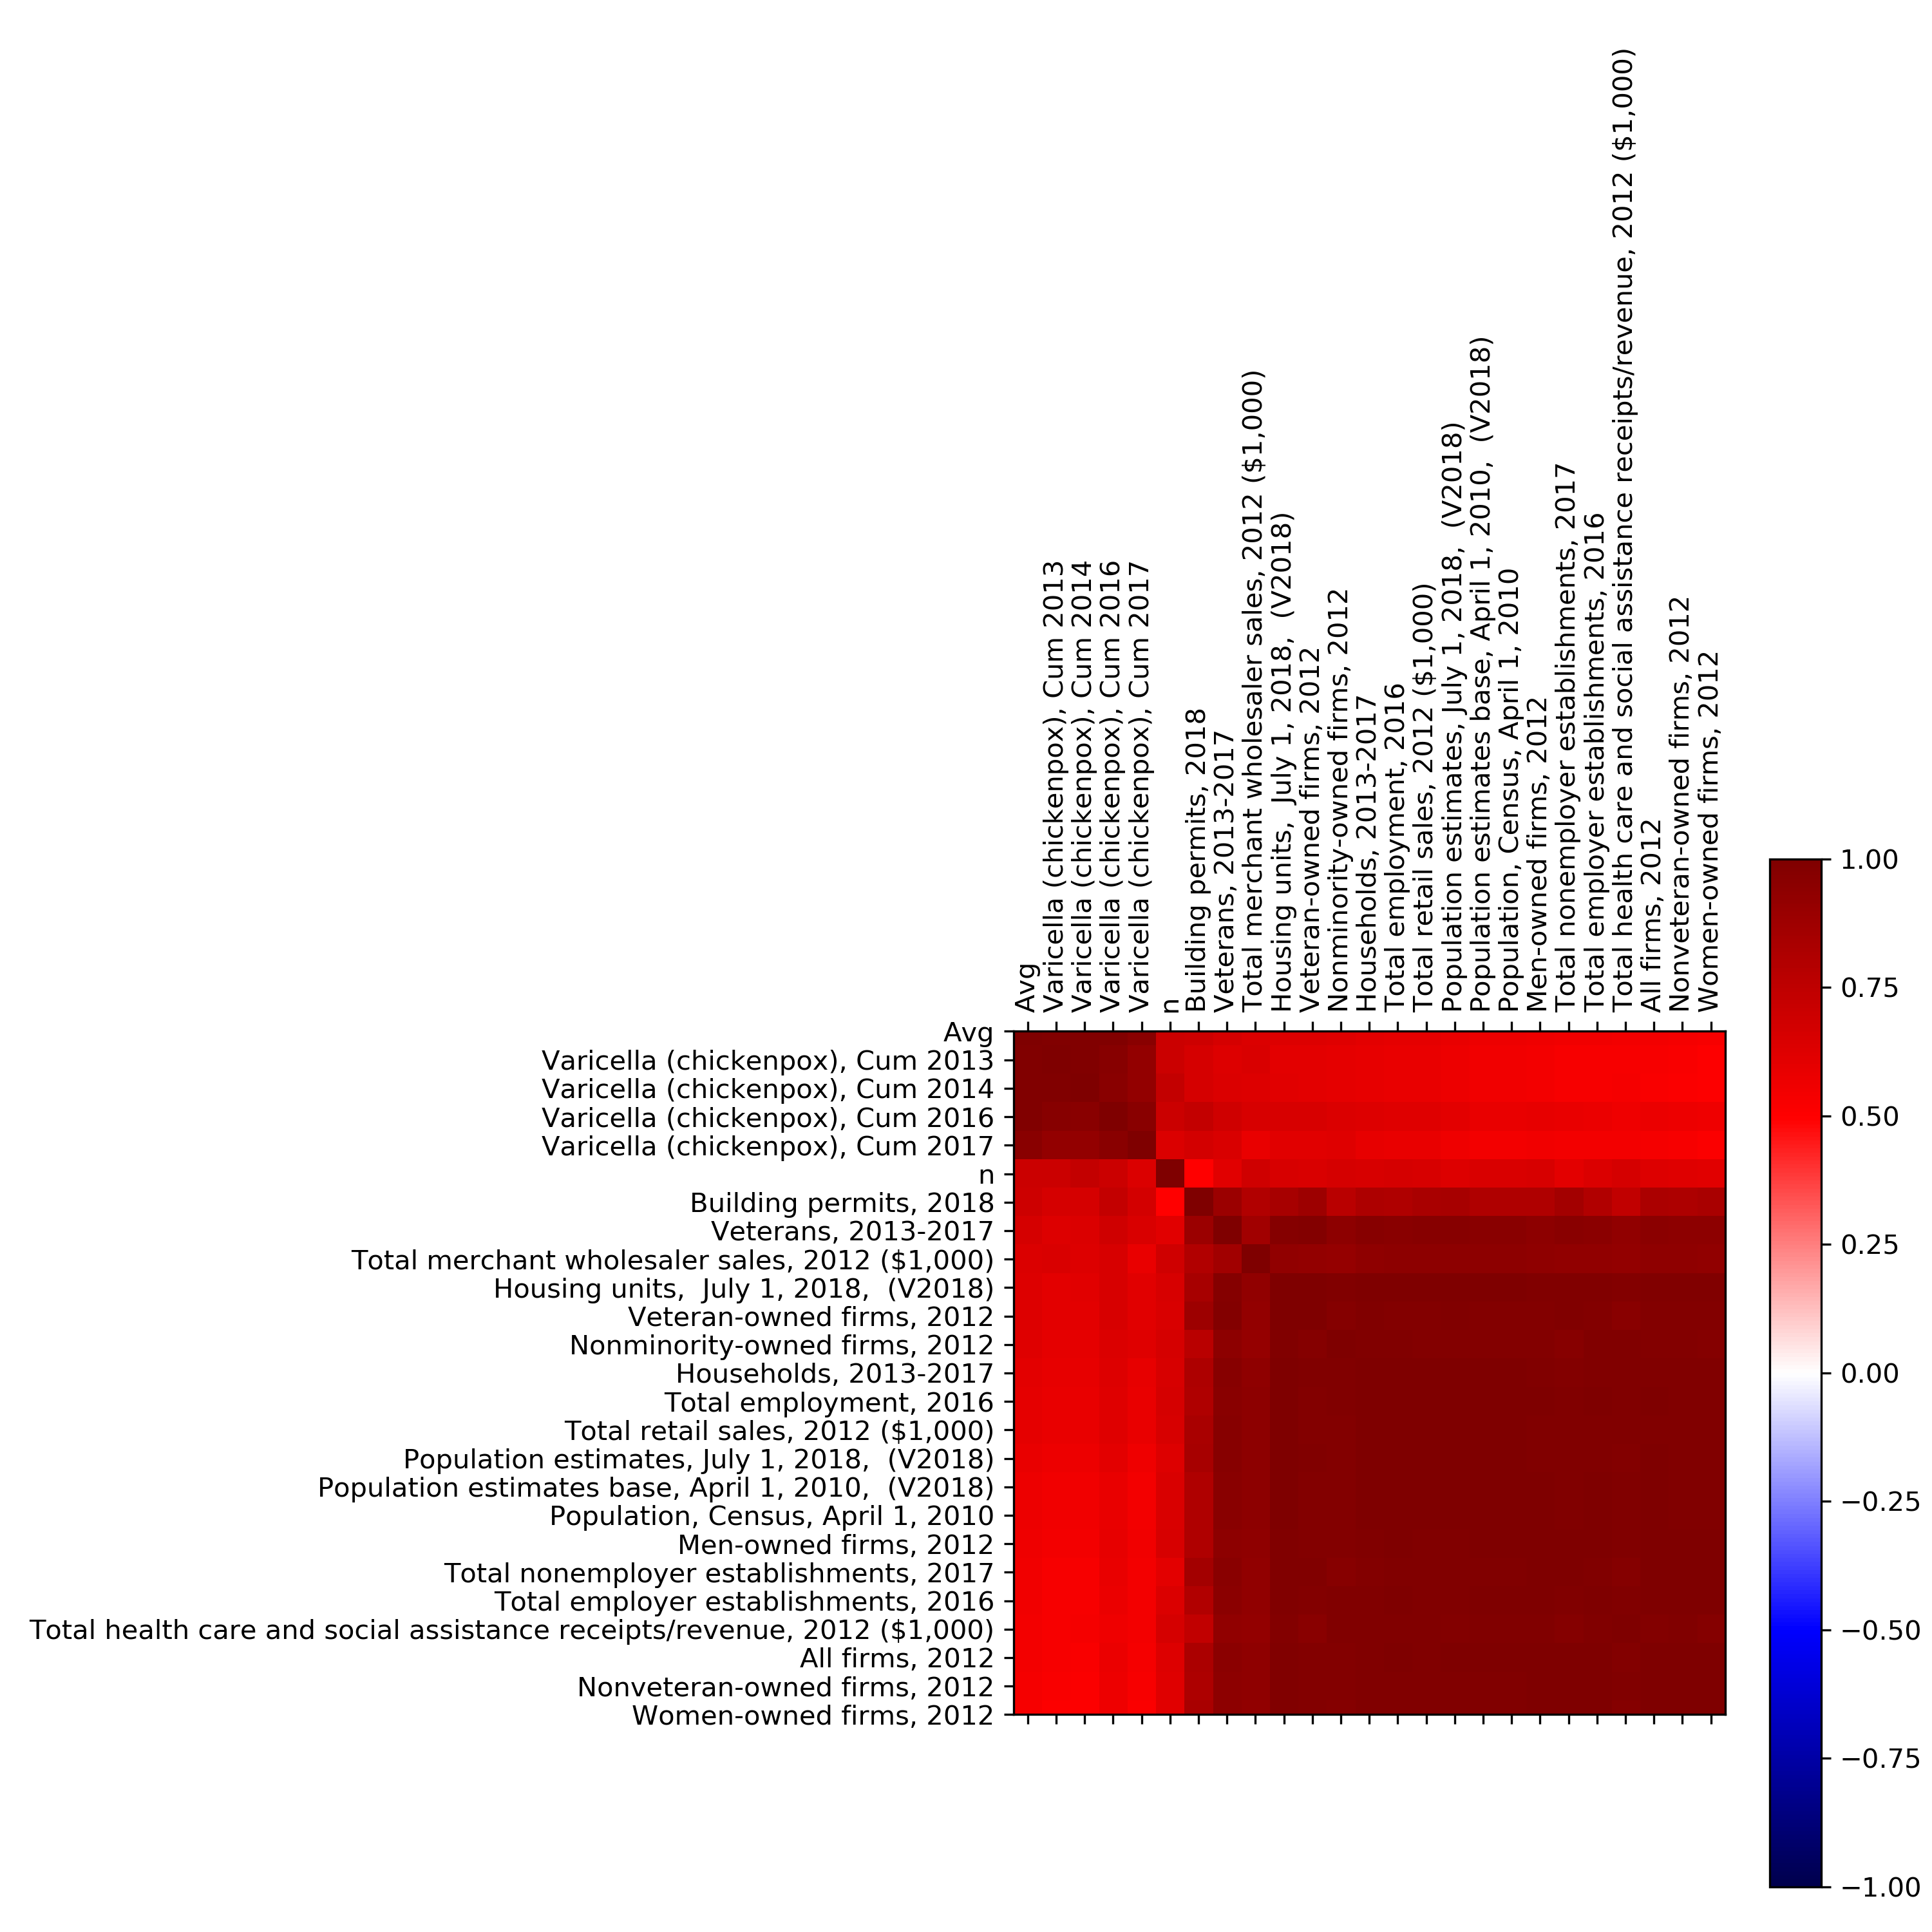 Avg
Varicella (chickenpox), Cum 2013
Varicella (chickenpox), Cum 2014
Varicella (chickenpox), Cum 2016
Varicella (chickenpox), Cum 2017
n
Building permits, 2018
Veterans, 2013-2017
Total merchant wholesaler sales, 2012 ($1,000)
Housing units,  July 1, 2018,  (V2018)
Veteran-owned firms, 2012
Nonminority-owned firms, 2012
Households, 2013-2017
Total employment, 2016
Total retail sales, 2012 ($1,000)
Population estimates, July 1, 2018,  (V2018)
Population estimates base, April 1, 2010,  (V2018)
Population, Census, April 1, 2010
Men-owned firms, 2012
Total nonemployer establishments, 2017
Total employer establishments, 2016
Total health care and social assistance receipts/revenue, 2012 ($1,000)
All firms, 2012
Nonveteran-owned firms, 2012
Women-owned firms, 2012
Avg
Varicella (chickenpox), Cum 2013
Varicella (chickenpox), Cum 2014
Varicella (chickenpox), Cum 2016
Varicella (chickenpox), Cum 2017
n
Building permits, 2018
Veterans, 2013-2017
Total merchant wholesaler sales, 2012 ($1,000)
Housing units,  July 1, 2018,  (V2018)
Veteran-owned firms, 2012
Nonminority-owned firms, 2012
Households, 2013-2017
Total employment, 2016
Total retail sales, 2012 ($1,000)
Population estimates, July 1, 2018,  (V2018)
Population estimates base, April 1, 2010,  (V2018)
Population, Census, April 1, 2010
Men-owned firms, 2012
Total nonemployer establishments, 2017
Total employer establishments, 2016
Total health care and social assistance receipts/revenue, 2012 ($1,000)
All firms, 2012
Nonveteran-owned firms, 2012
Women-owned firms, 2012
1.00
0.75
0.50
0.25
0.00
−0.25
−0.50
−0.75
−1.00